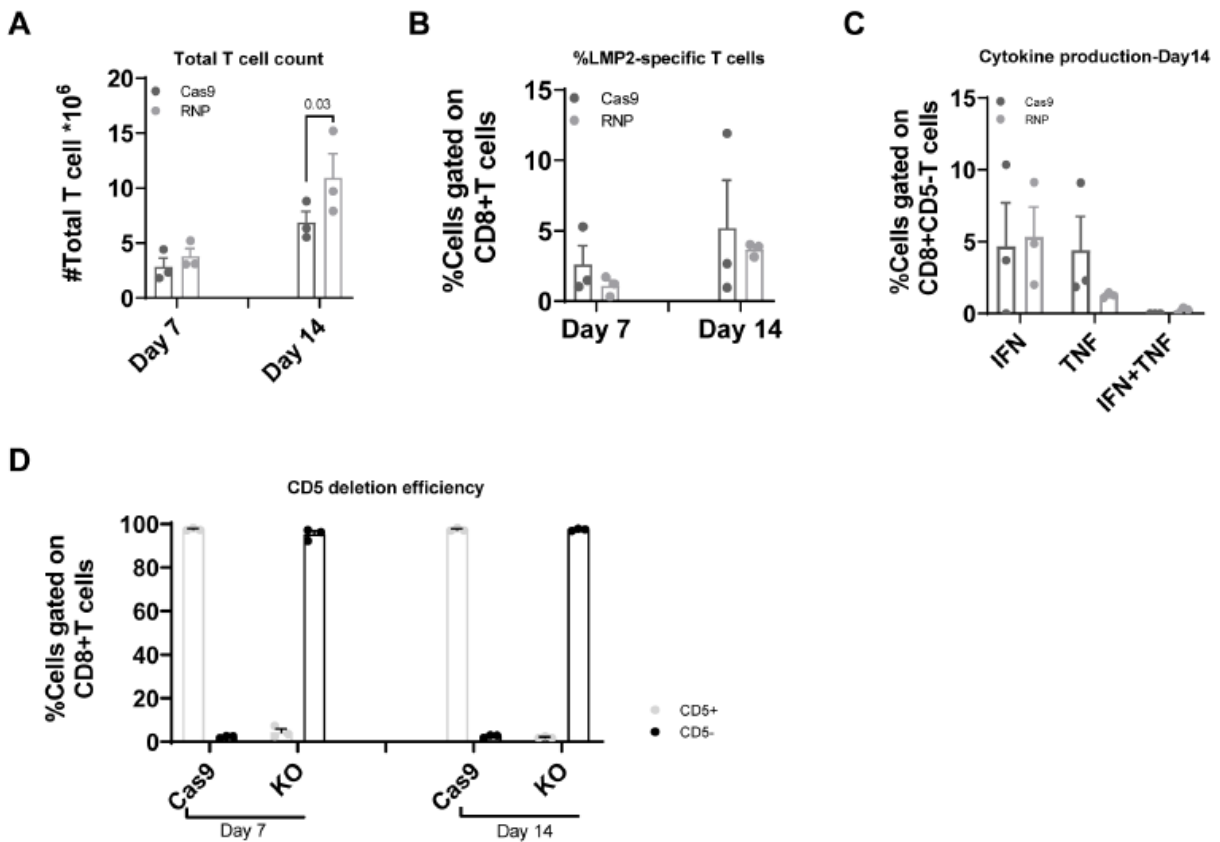 A
Total T cell count
#Total T cell *10⁶
20
15
10
5
0
Cas9
RNP
0.03
Day 7
Day 14
B
%LMP2-specific T cells
%Cells gated on
CD8+T cells
15
10
5
0
Cas9
RNP
Day 7
Day 14
C
Cytokine production-Day14
%Cells gated on
CD8+CD5-T cells
15
10
5
0
Cas9
RNP
IFN
TNF
IFN+TNF
D
CD5 deletion efficiency
%Cells gated on
CD8+T cells
100
80
60
40
20
0
Cas9
KO
Cas9
KO
Day 7
Day 14
CD5+
CD5-